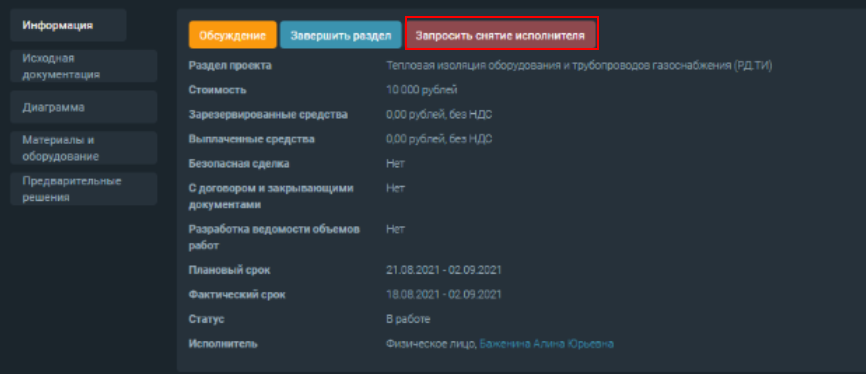 Информация
Исходная
документация
Диаграмма
Материалы и
оборудование
Предварительные
решения
Обсуждение Завершить раздел Запросить снятие исполнителя
Раздел проекта Тепловая изоляция оборудования и трубопроводов газоснабжения (РД.ТИ)
Стоимость 10 000 рублей
Зарезервированные средства 0,00 рублей, без НДС
Выплаченные средства 0,00 рублей, без НДС
Безопасная сделка Нет
С договором и закрывающими Нет
документами
Разработка ведомости объемов Нет
работ
Плановый срок 21.08.2021 - 02.09.2021
Фактический срок 18.08.2021 - 02.09.2021
Статус В работе
Исполнитель Физическое лицо, Баженина Алина Юрьевна